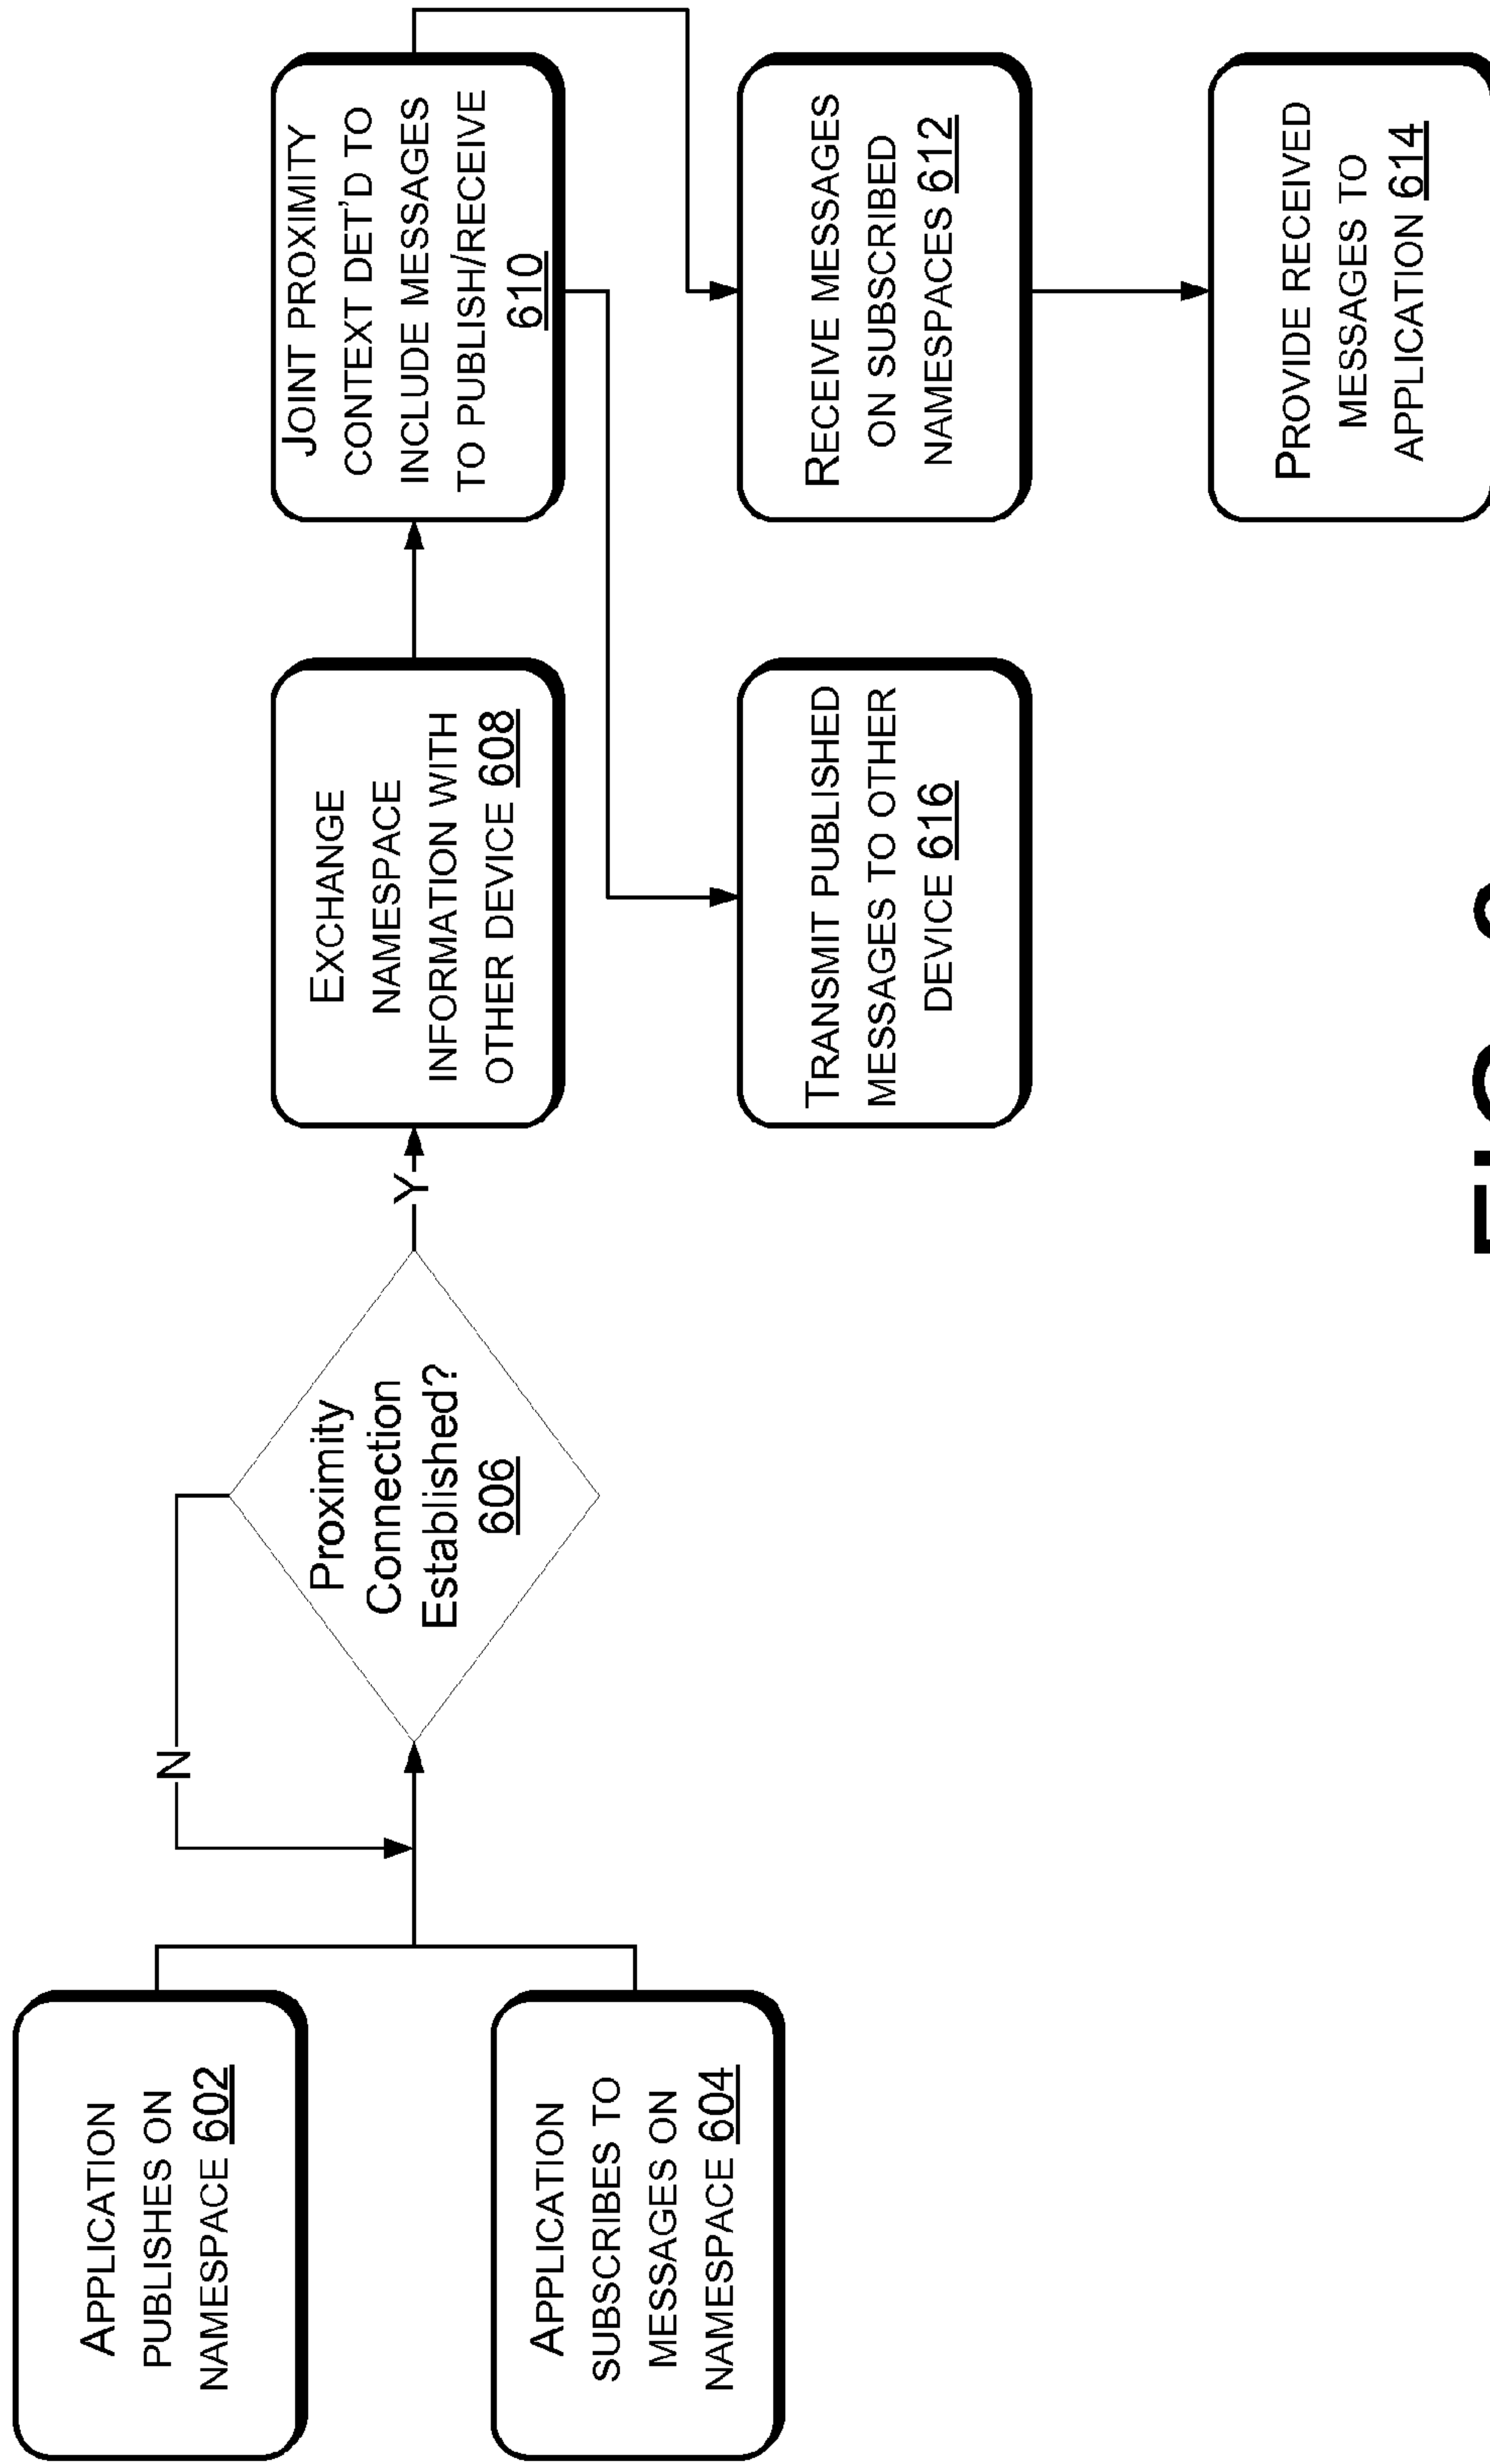 APPLICATION
PUBLISHES ON
NAMESPACE 602
APPLICATION
SUBSCRIBES TO
MESSAGES ON
NAMESPACE 604
N
Proximity
Connection
Established?
606
Y
EXCHANGE
NAMESPACE
INFORMATION WITH
OTHER DEVICE 608
JOINT PROXIMITY
CONTEXT DET'D TO
INCLUDE MESSAGES
TO PUBLISH/RECEIVE
610
TRANSMIT PUBLISHED
MESSAGES TO OTHER
DEVICE 616
RECEIVE MESSAGES
ON SUBSCRIBED
NAMESPACES 612
PROVIDE RECEIVED
MESSAGES TO
APPLICATION 614